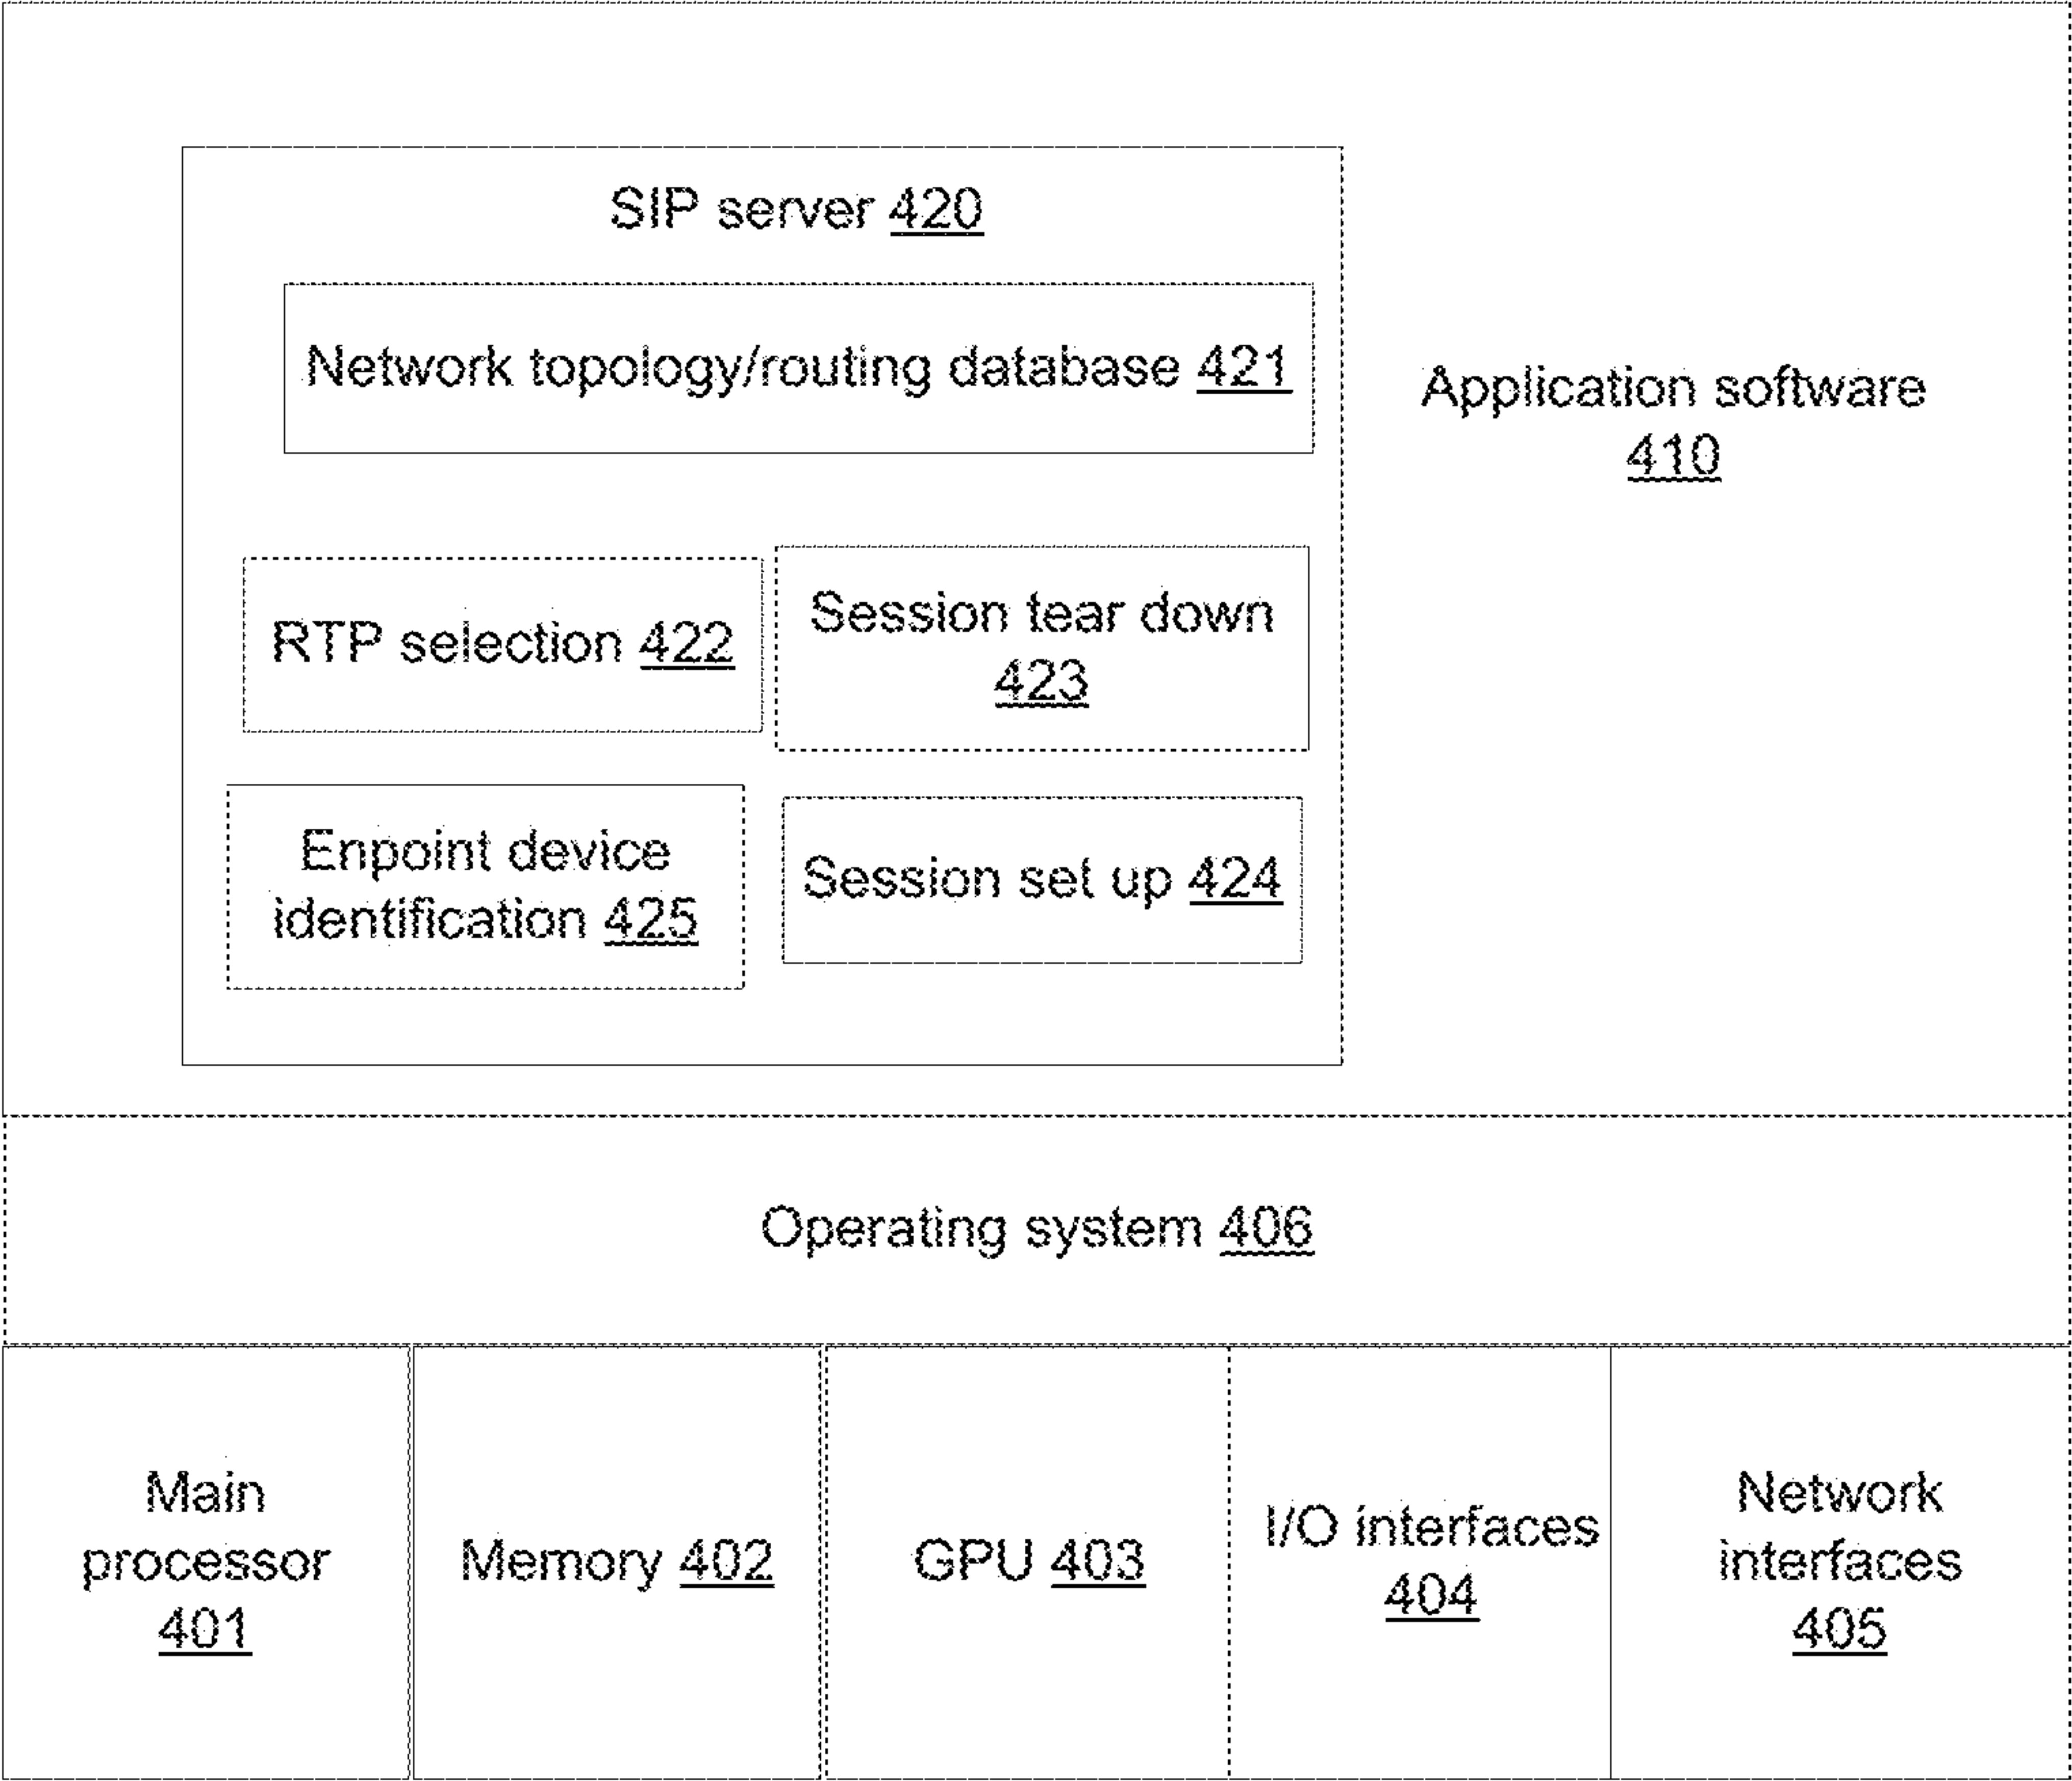 SIP server 420
Network topology/routing database 421
Application software
410
RTP selection 422
Session tear down
423
Enpoint device
identification 425
Session set up 424
Operating system 406
Main
processor
401
Memory 402
GPU 403
I/O interfaces
404
Network
interfaces
405